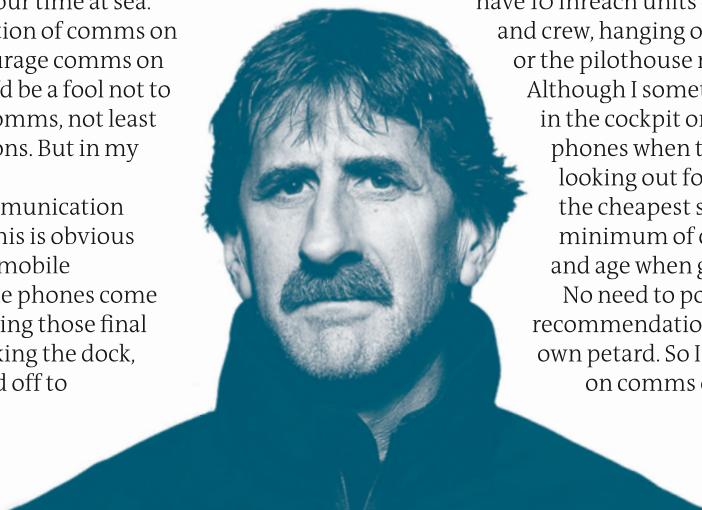 our time at sea.
tion of comms on
urage comms on
'd be a fool not to
omms, not least
ons. But in my
munication
his is obvious
mobile
e phones come
ing those final
king the dock,
d off to
have 10 inreach units
and crew, hanging o
or the pilothouse
Although I somet
in the cockpit or
phones when t
looking out fo
the cheapest s
minimum of
and age when g
No need to po
recommendatio
own petard. So I
on comms